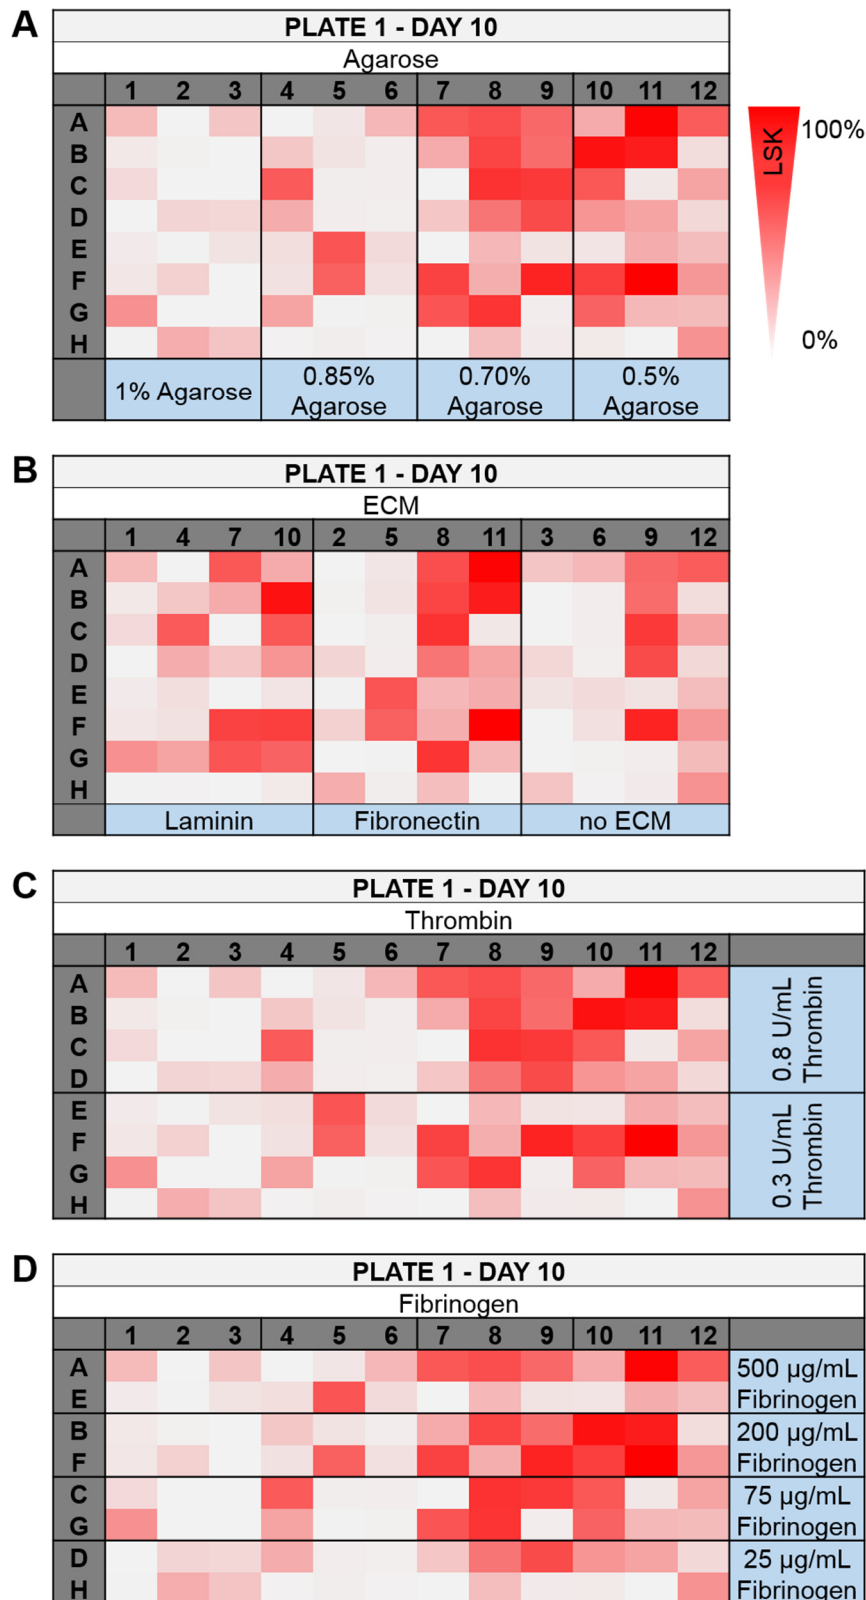 A
PLATE 1 - DAY 10
Agarose
1 2 3 4 5 6 7 8 9 10 11 12
A
B
C
D
E
F
G
H
1% Agarose
0.85%
Agarose
0.70%
Agarose
0.5%
Agarose
LSK
100%
0%
B
PLATE 1 - DAY 10
ECM
1 4 7 10 2 5 8 11 3 6 9 12
A
B
C
D
E
F
G
H
Laminin Fibronectin no ECM
C
PLATE 1 - DAY 10
Thrombin
1 2 3 4 5 6 7 8 9 10 11 12
A
B
C
D
E
F
G
H
0.8 U/mL
Thrombin
0.3 U/mL
Thrombin
D
PLATE 1 - DAY 10
Fibrinogen
1 2 3 4 5 6 7 8 9 10 11 12
A
E
B
F
C
G
D
H
500 µg/mL
Fibrinogen
200 µg/mL
Fibrinogen
75 µg/mL
Fibrinogen
25 µg/mL
Fibrinogen